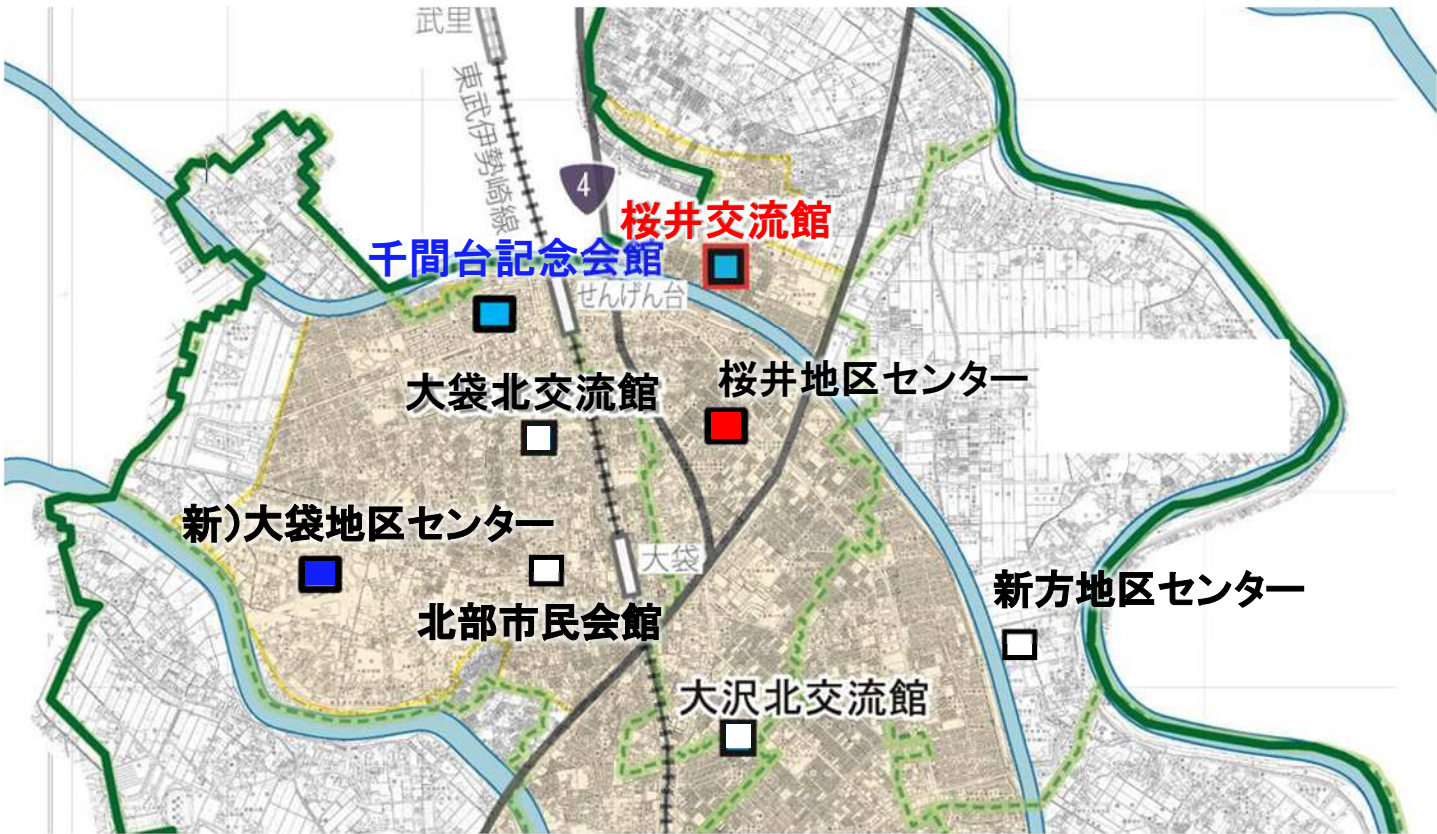 武里
東武伊勢崎線
4
桜井交流館
千間台記念会館
せんげん台
大袋北交流館
桜井地区センター
新)大袋地区センター
大袋
北部市民会館
新方地区センター
大沢北交流館